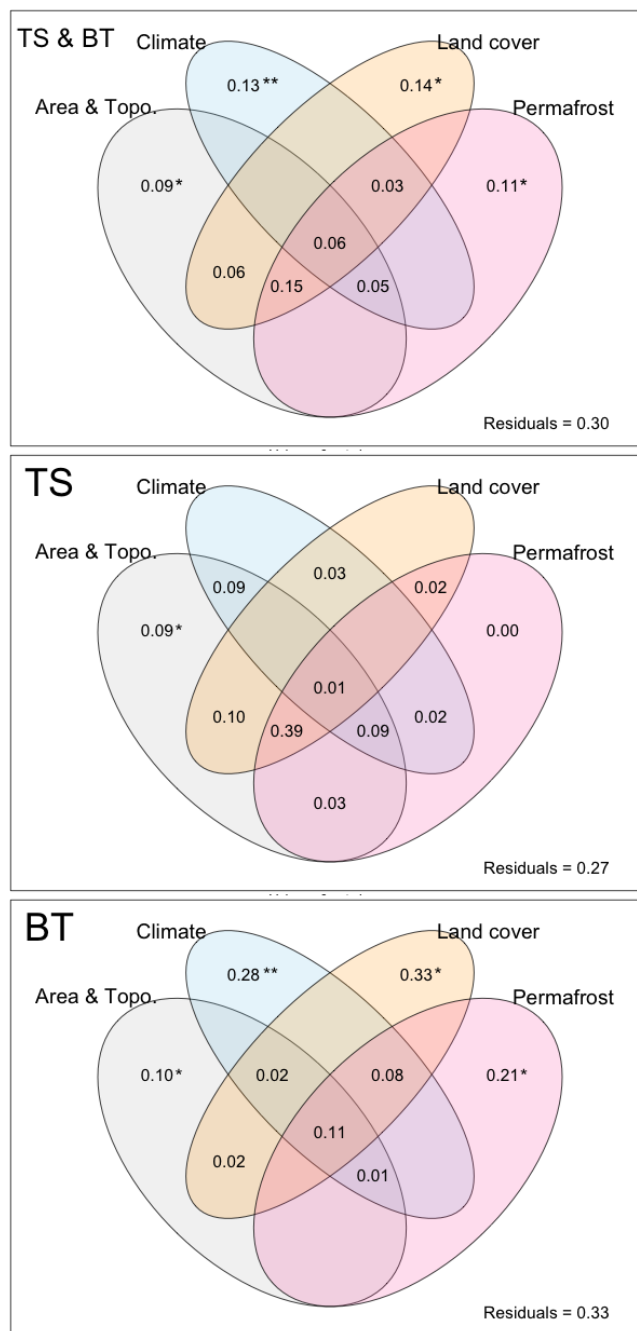 TS & BT
Climate
Land cover
Area & Topo.
Permafrost
0.13**
0.14*
0.09*
0.03
0.11*
0.06
0.06
0.15
0.05
Residuals = 0.30
TS
Climate
Land cover
Area & Topo.
Permafrost
0.09
0.03
0.02
0.09*
0.00
0.01
0.10
0.39
0.09
0.02
0.03
Residuals = 0.27
BT
Climate
Land cover
Area & Topo.
Permafrost
0.28**
0.33*
0.10*
0.02
0.08
0.21*
0.11
0.02
0.01
Residuals = 0.33